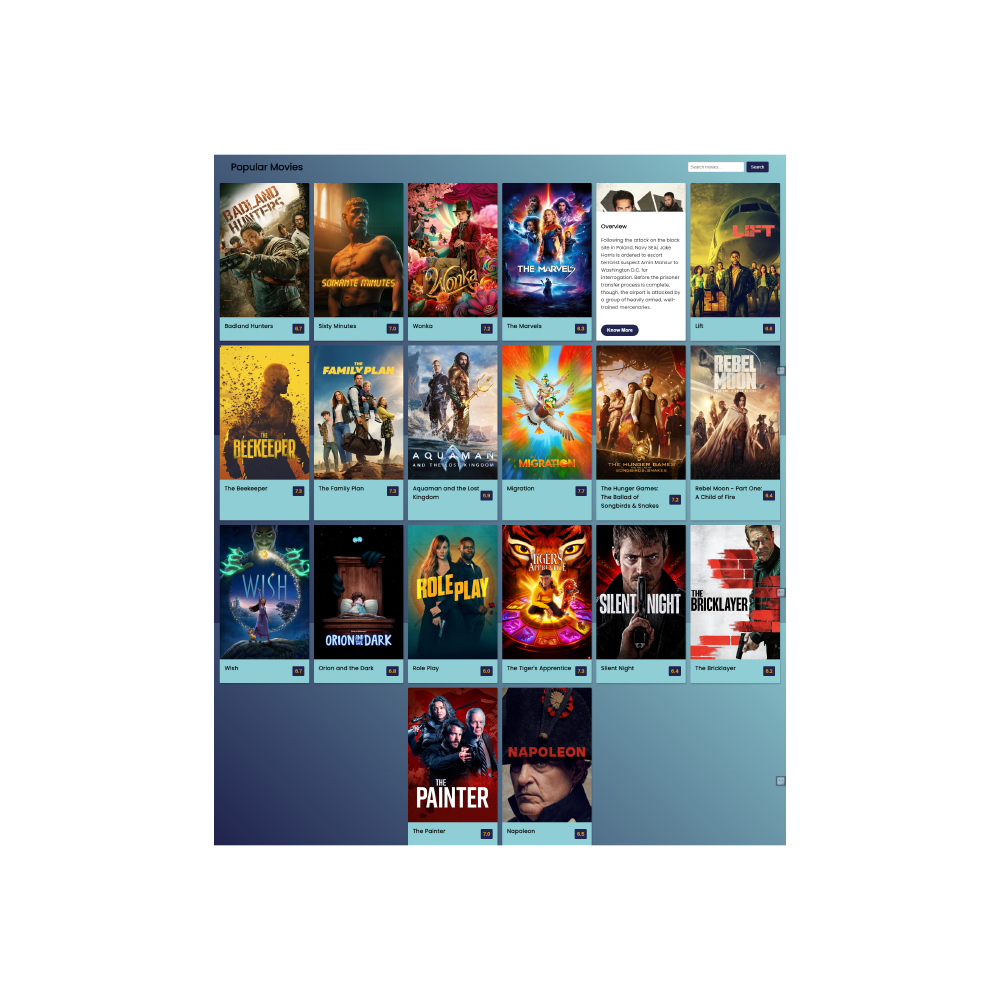 Popular Movies
Search movies...
Search
BADLAND
HUNTERS
SOIXANTE MINUTES
Wonka
THE MARVELS
Overview
Following the attack on the black
site in Poland, Navy SEAL Jake
Harris is ordered to escort
terrorist suspect Amin Mansur to
Washington D.C. for
interrogation. Before the prisoner
transfer process is complete,
though, the airport is attacked by
a group of heavily armed, well-
trained mercenaries.
Know More
LIFT
Badland Hunters 6.7
Sixty Minutes 7.0
Wonka 7.2
The Marvels 6.3
Lift 6.6
THE
BEEKEEPER
THE
FAMILY PLAN
AQUAMAN
AND THE LOST KINGDOM
MIGRATION
THE HUNGER GAMES
SONGBIRDS & SNAKES
REBEL
MOON
The Beekeeper 7.3
The Family Plan 7.3
Aquaman and the Lost
Kingdom 6.9
Migration 7.7
The Hunger Games:
The Ballad of
Songbirds & Snakes 7.2
Rebel Moon - Part One:
A Child of Fire 6.4
WISH
ORION AND THE DARK
ROLE PLAY
THE TIGER'S
APPRENTICE
SILENT NIGHT
THE
BRICKLAYER
Wish 6.7
Orion and the Dark 6.8
Role Play 6.0
The Tiger's Apprentice 7.3
Silent Night 6.4
The Bricklayer 6.3
THE
PAINTER
NAPOLEON
The Painter 7.0
Napoleon 6.5